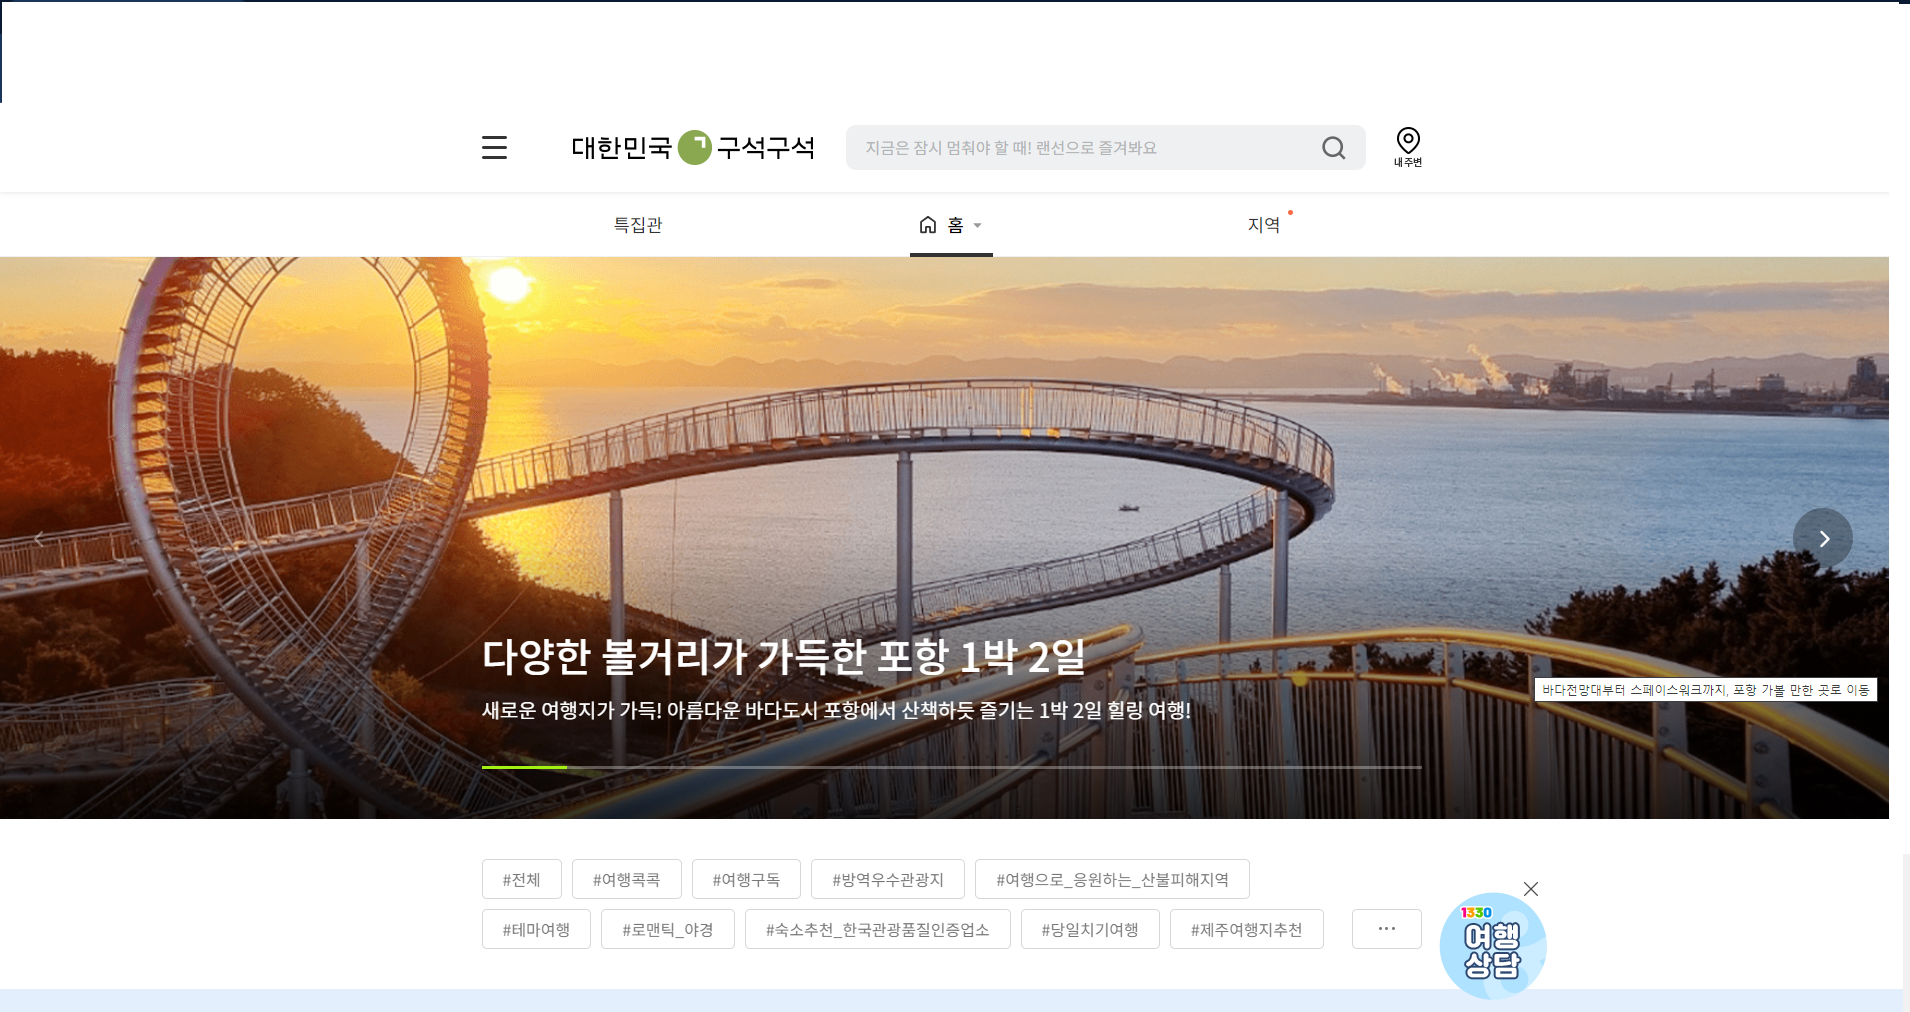 대한민국 구석구석
지금은 잠시 멈춰야 할 때! 랜선으로 즐겨봐요
내주변
특집관
홈
지역
다양한 볼거리가 가득한 포항 1박 2일
새로운 여행지가 가득! 아름다운 바다도시 포항에서 산책하듯 즐기는 1박 2일 힐링 여행!
바다전망대부터 스페이스워크까지, 포항 가볼 만한 곳로 이동
#전체
#여행콕콕
#여행구독
#방역우수관광지
#여행으로_응원하는_산불피해지역
#테마여행
#로맨틱_야경
#숙소추천_한국관광품질인증업소
#당일치기여행
#제주여행지추천
···
1330
여행
상담